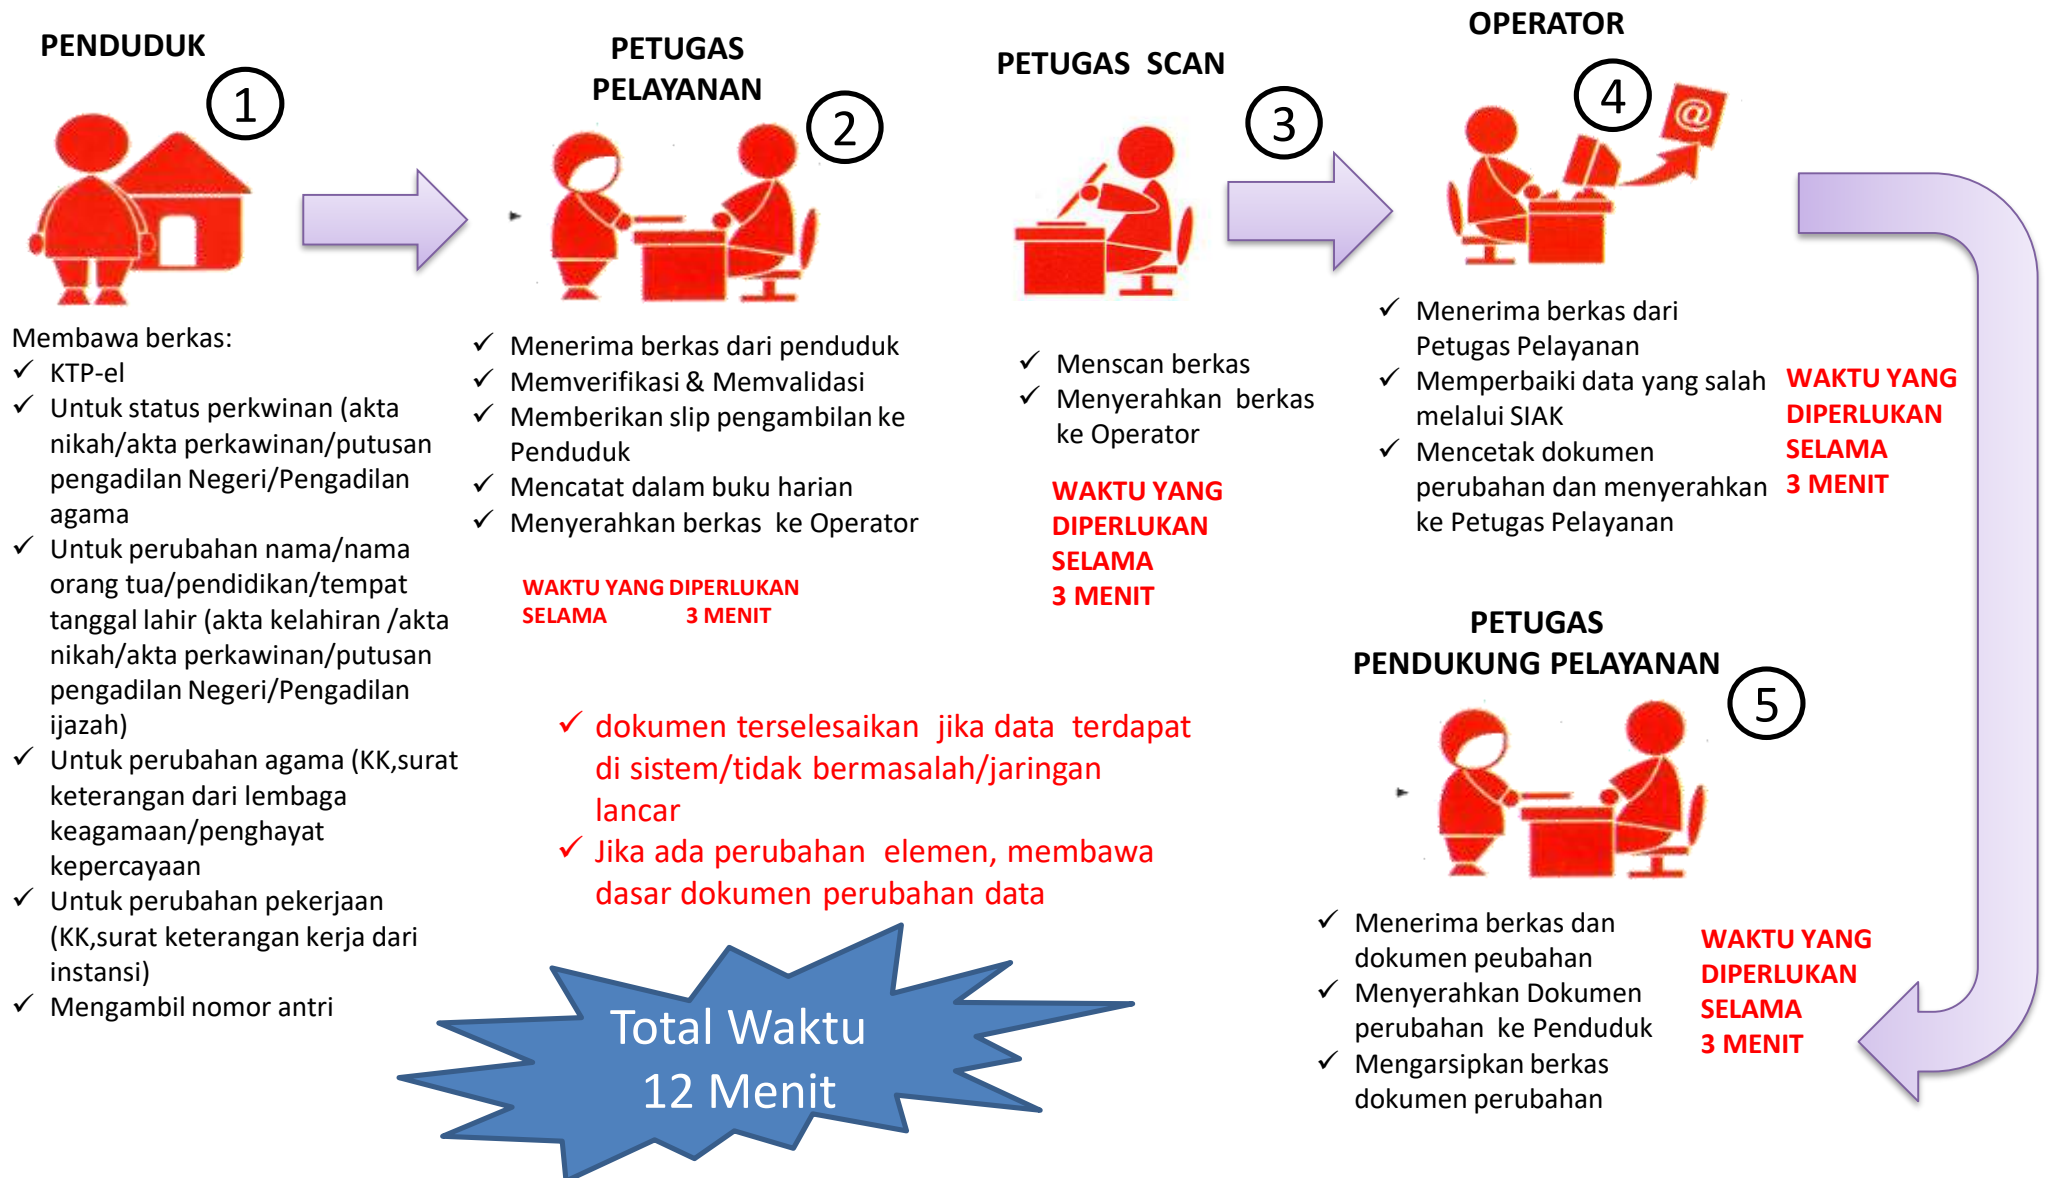 PENDUDUK
1
Membawa berkas:
✓ KTP-el
✓ Untuk status perkwinan (akta
nikah/akta perkawinan/putusan
pengadilan Negeri/Pengadilan
agama
✓ Untuk perubahan nama/nama
orang tua/pendidikan/tempat
tanggal lahir (akta kelahiran /akta
nikah/akta perkawinan/putusan
pengadilan Negeri/Pengadilan
ijazah)
✓ Untuk perubahan agama (KK,surat
keterangan dari lembaga
keagamaan/penghayat
kepercayaan
✓ Untuk perubahan pekerjaan
(KK,surat keterangan kerja dari
instansi)
✓ Mengambil nomor antri
PETUGAS
PELAYANAN
2
✓ Menerima berkas dari penduduk
✓ Memverifikasi & Memvalidasi
✓ Memberikan slip pengambilan ke
Penduduk
✓ Mencatat dalam buku harian
✓ Menyerahkan berkas ke Operator
WAKTU YANG DIPERLUKAN
SELAMA 3 MENIT
PETUGAS SCAN
3
✓ Menscan berkas
✓ Menyerahkan berkas
ke Operator
WAKTU YANG
DIPERLUKAN
SELAMA
3 MENIT
OPERATOR
4
@
✓ Menerima berkas dari
Petugas Pelayanan
✓ Memperbaiki data yang salah
melalui SIAK
✓ Mencetak dokumen
perubahan dan menyerahkan
ke Petugas Pelayanan
WAKTU YANG
DIPERLUKAN
SELAMA
3 MENIT
PETUGAS
PENDUKUNG PELAYANAN
5
✓ Menerima berkas dan
dokumen peubahan
✓ Menyerahkan Dokumen
perubahan ke Penduduk
✓ Mengarsipkan berkas
dokumen perubahan
WAKTU YANG
DIPERLUKAN
SELAMA
3 MENIT
✓ dokumen terselesaikan jika data terdapat
di sistem/tidak bermasalah/jaringan
lancar
✓ Jika ada perubahan elemen, membawa
dasar dokumen perubahan data
Total Waktu
12 Menit